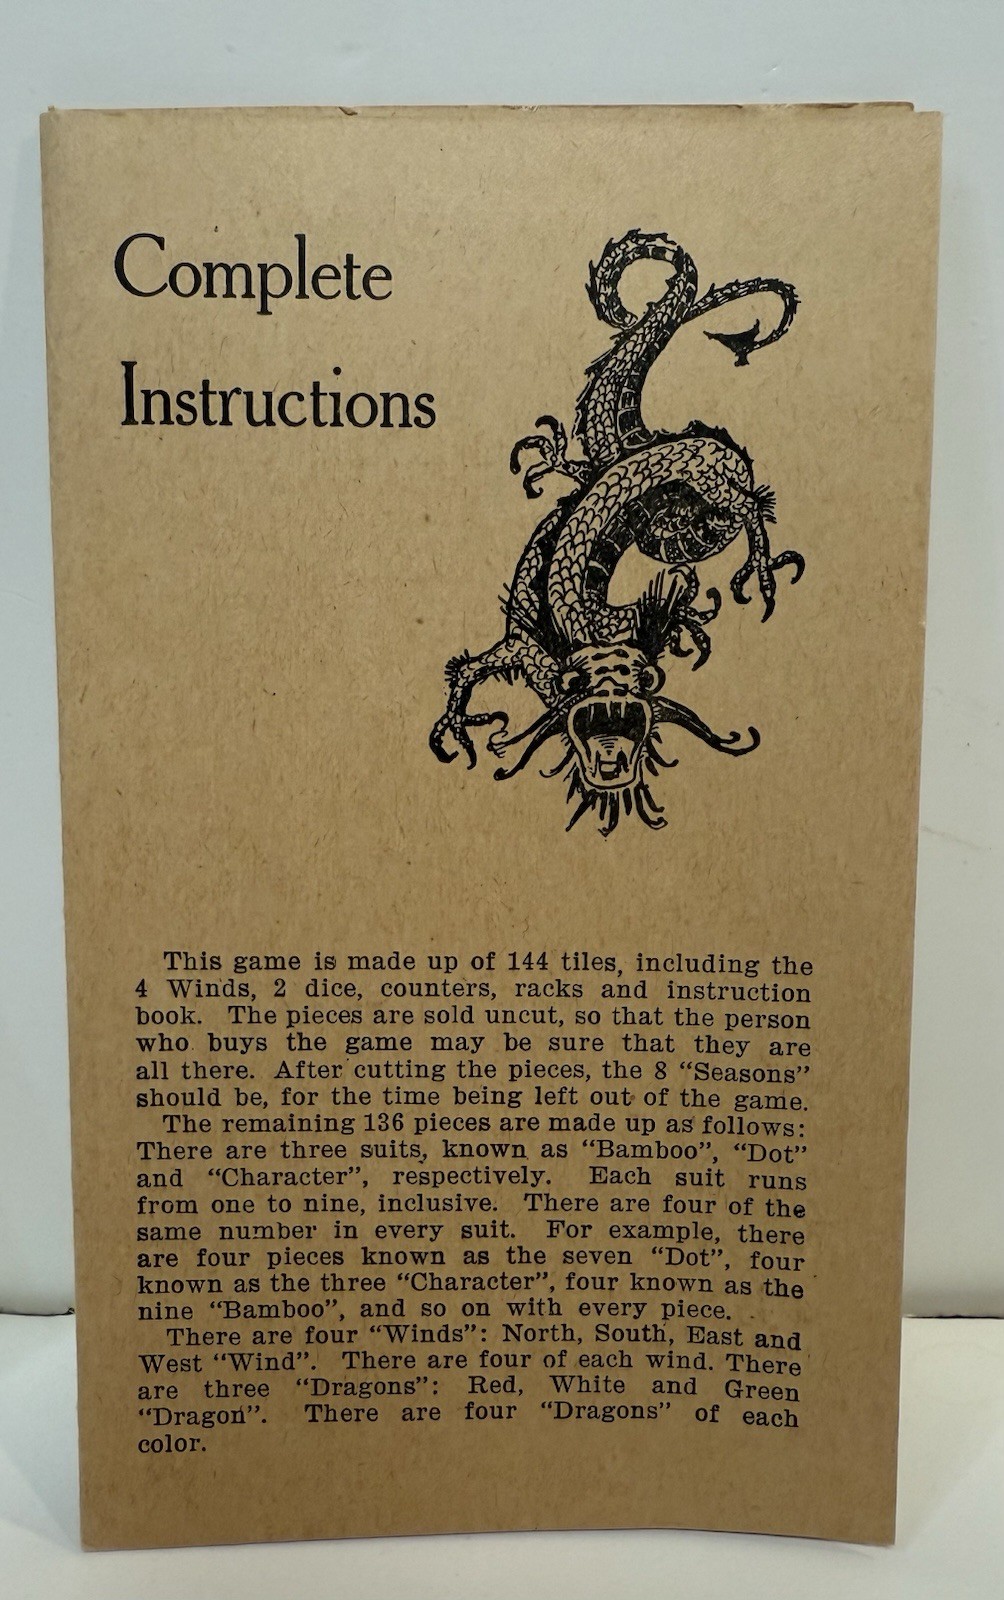 Complete
Instructions
This game is made up of 144 tiles, including the
4 Winds, 2 dice, counters, racks and instruction
book. The pieces are sold uncut, so that the person
who buys the game may be sure that they are
all there. After cutting the pieces, the 8 “Seasons”
should be, for the time being left out of the game.
The remaining 136 pieces are made up as follows:
There are three suits, known as “Bamboo”, “Dot”
and “Character”, respectively. Each suit runs
from one to nine, inclusive. There are four of the
same number in every suit. For example, there
are four pieces known as the seven “Dot”, four
known as the three “Character”, four known as the
nine “Bamboo”, and so on with every piece.
There are four “Winds”: North, South, East and
West “Wind”. There are four of each wind. There
are three “Dragons”: Red, White and Green
“Dragon”. There are four “Dragons” of each
color.